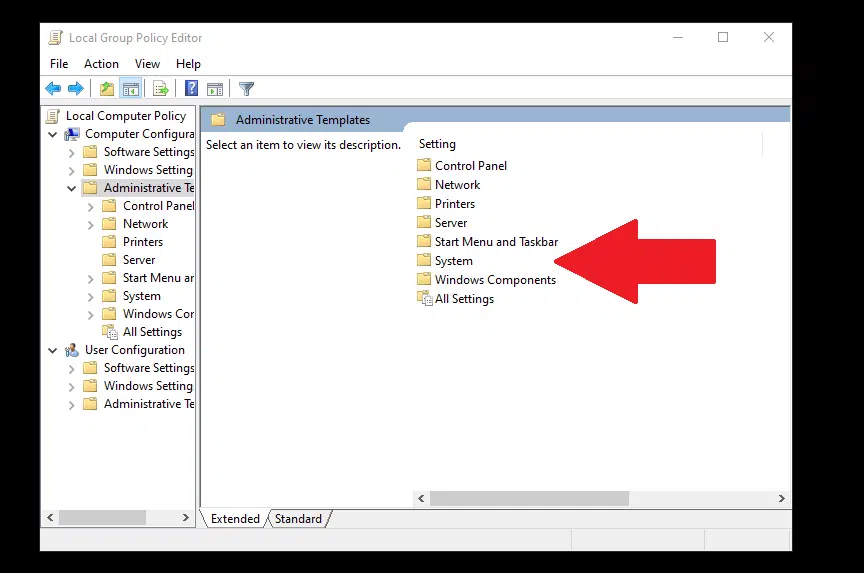 Local Group Policy Editor
File Action View Help
Local Computer Policy
Computer Configura
Software Settings
Windows Setting
Administrative Te
Control Panel
Network
Printers
Server
Start Menu ar
System
Windows Cor
All Settings
User Configuration
Software Settings
Windows Setting
Administrative Te
Administrative Templates
Select an item to view its description.
Setting
Control Panel
Network
Printers
Server
Start Menu and Taskbar
System
Windows Components
All Settings
Extended Standard